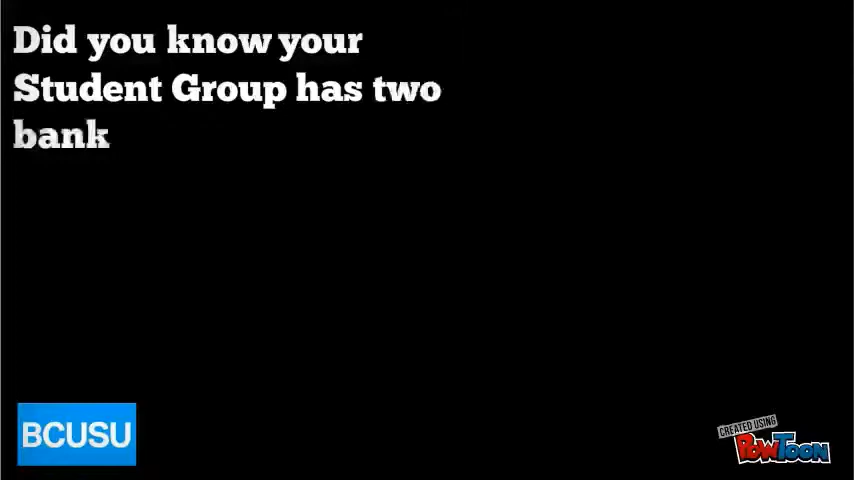 Did you know your
Student Group has two
bank
BCUSU
CREATED USING
POWTOON